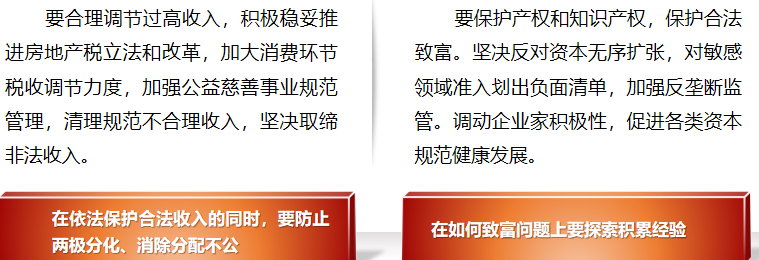 要合理调节过高收入，积极稳妥推
进房地产税立法和改革，加大消费环节
税收调节力度，加强公益慈善事业规范
管理，清理规范不合理收入，坚决取缔
非法收入。
在依法保护合法收入的同时，要防止
两极分化、消除分配不公
要保护产权和知识产权，保护合法
致富。坚决反对资本无序扩张，对敏感
领域准入划出负面清单，加强反垄断监
管。调动企业家积极性，促进各类资本
规范健康发展。
在如何致富问题上要探索积累经验